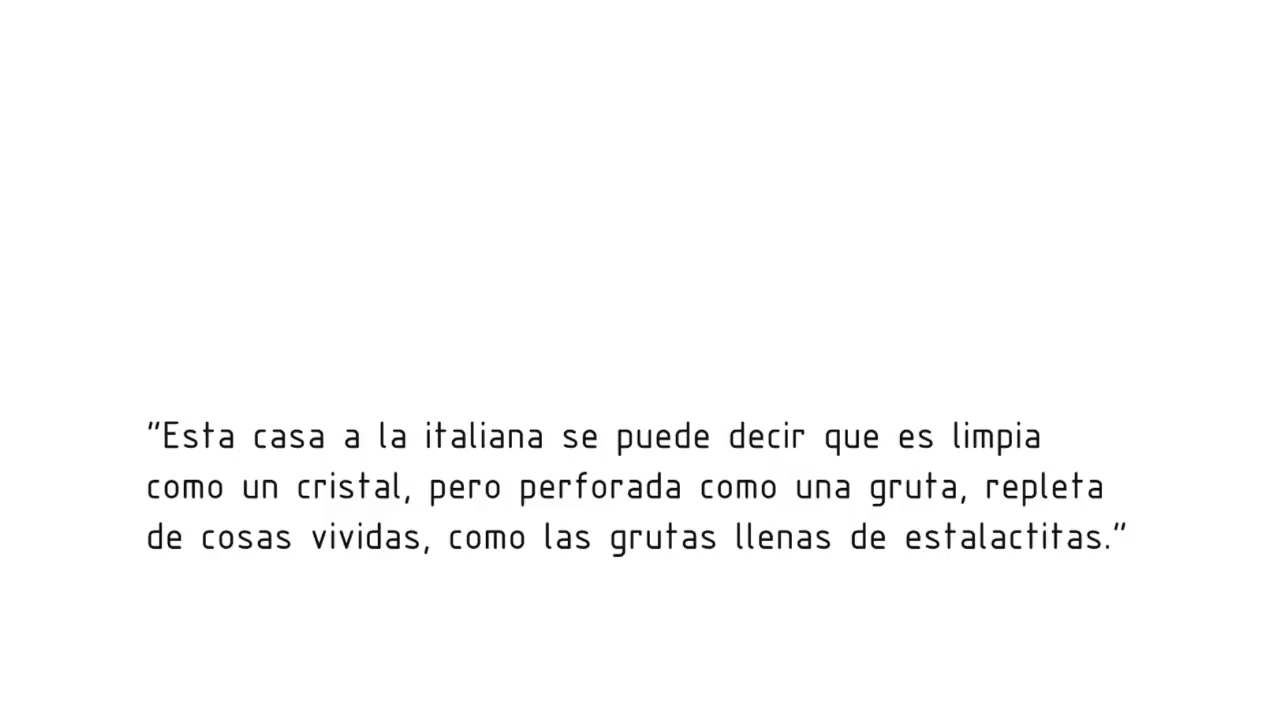 "Esta casa a la italiana se puede decir que es limpia
como un cristal, pero perforada como una gruta, repleta
de cosas vividas, como las grutas llenas de estalactitas."